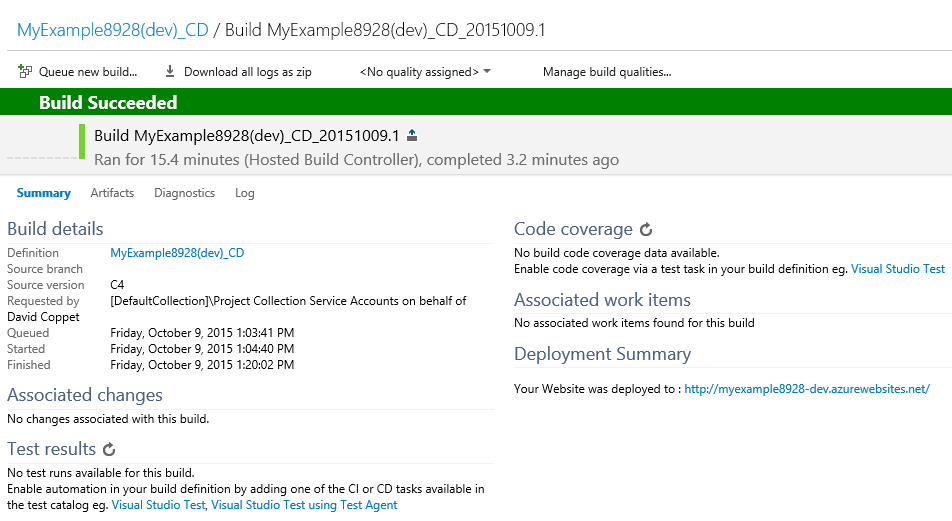 MyExample8928(dev)_CD / Build MyExample8928(dev)_CD_20151009.1
Queue new build... Download all logs as zip <No quality assigned> Manage build qualities...
Build Succeeded
Build MyExample8928(dev)_CD_20151009.1
Ran for 15.4 minutes (Hosted Build Controller), completed 3.2 minutes ago
Summary Artifacts Diagnostics Log
Build details
Definition MyExample8928(dev)_CD
Source branch
Source version C4
Requested by [DefaultCollection]\Project Collection Service Accounts on behalf of
David Coppet
Queued Friday, October 9, 2015 1:03:41 PM
Started Friday, October 9, 2015 1:04:40 PM
Finished Friday, October 9, 2015 1:20:02 PM
Associated changes
No changes associated with this build.
Test results
No test runs available for this build.
Enable automation in your build definition by adding one of the CI or CD tasks available in
the test catalog eg. Visual Studio Test, Visual Studio Test using Test Agent
Code coverage
No build code coverage data available.
Enable code coverage via a test task in your build definition eg. Visual Studio Test
Associated work items
No associated work items found for this build
Deployment Summary
Your Website was deployed to : http://myexample8928-dev.azurewebsites.net/